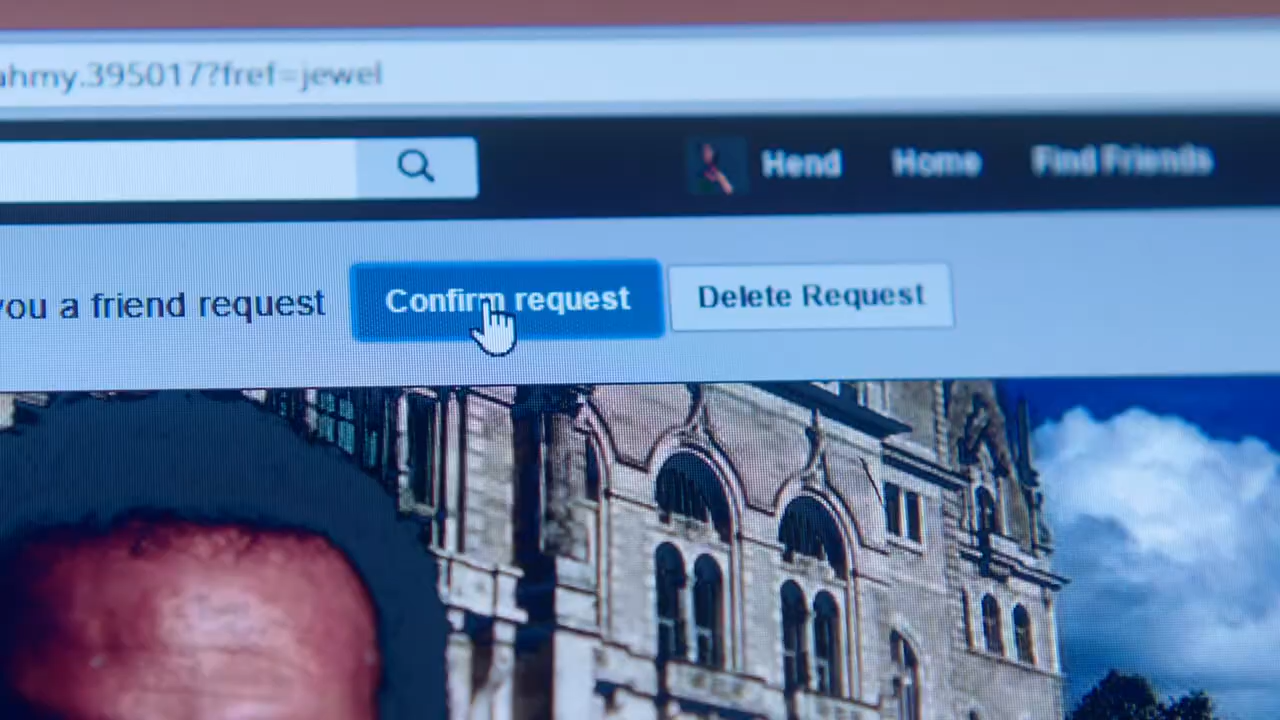 ahmy.395017?fref=jewel
Hend Home Find Friends
you a friend request Confirm request Delete Request